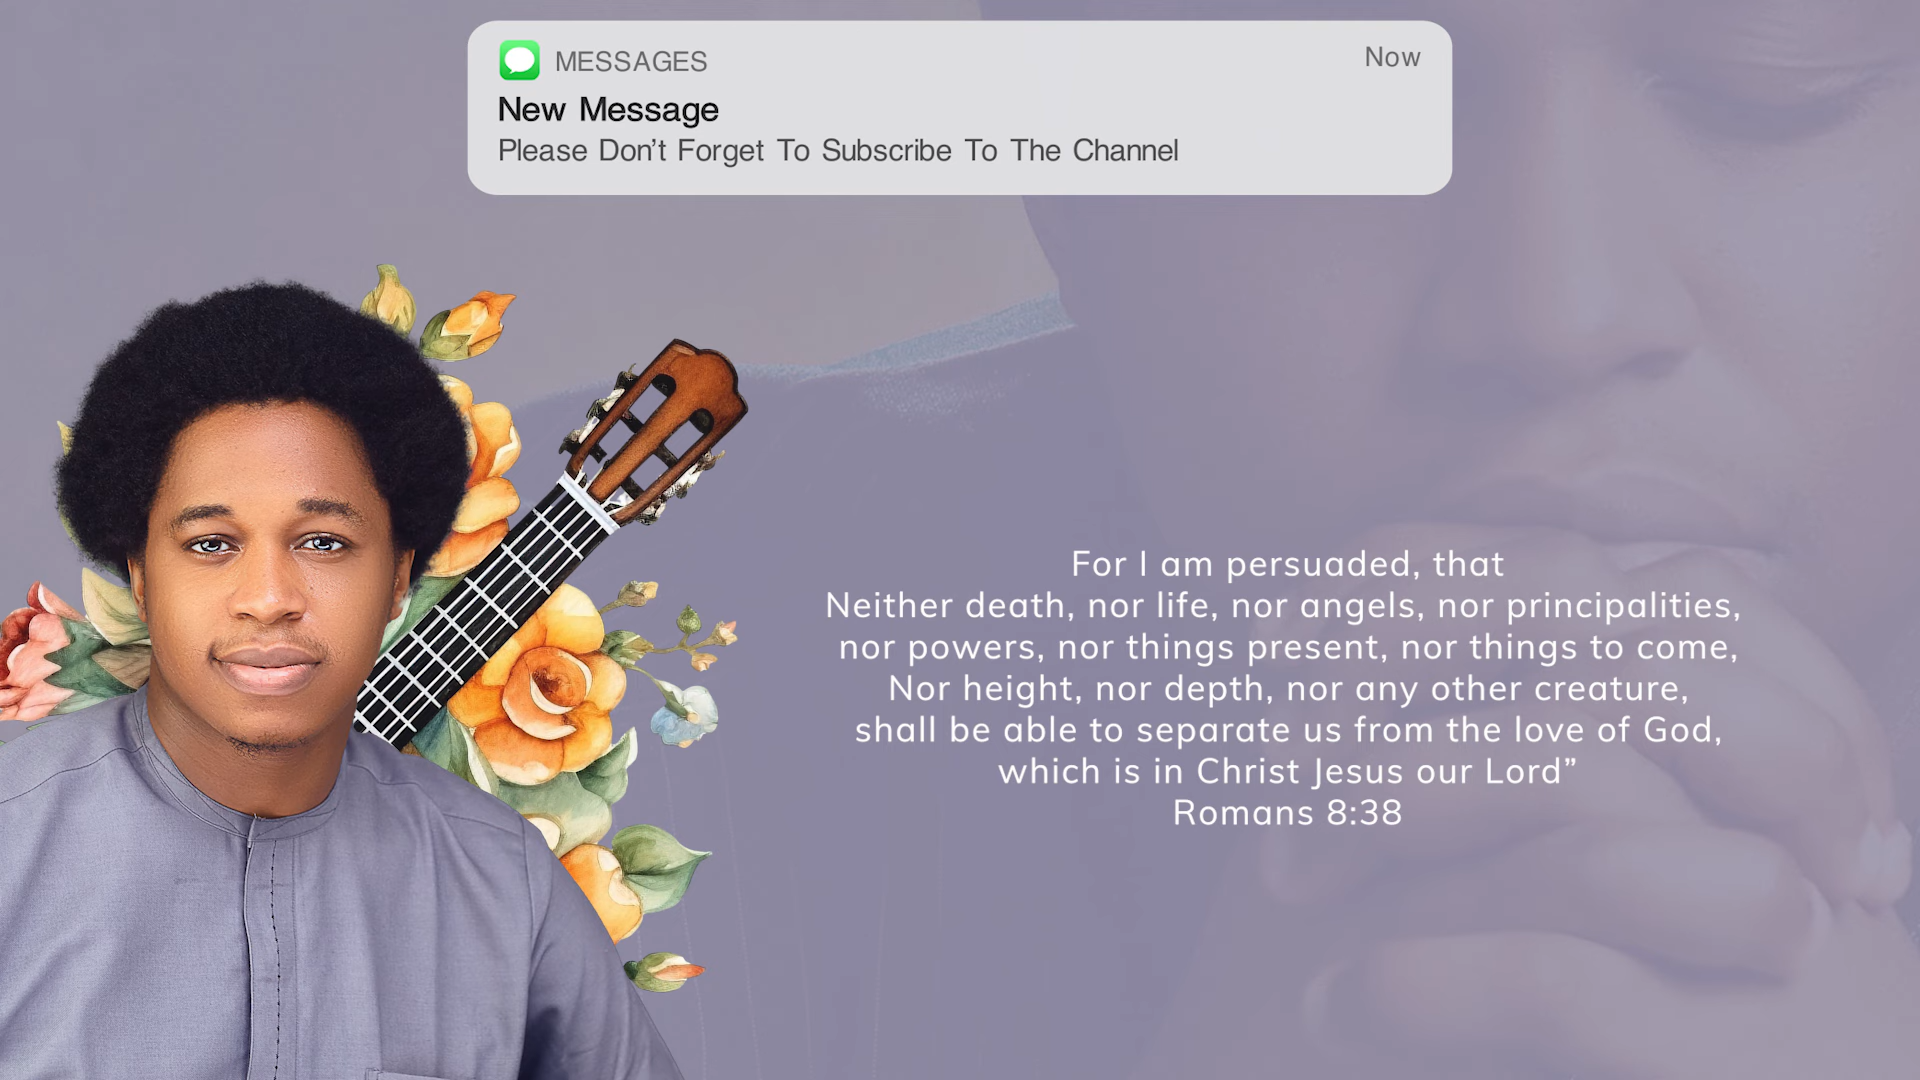 MESSAGES
Now
New Message
Please Don’t Forget To Subscribe To The Channel
For I am persuaded, that
Neither death, nor life, nor angels, nor principalities,
nor powers, nor things present, nor things to come,
Nor height, nor depth, nor any other creature,
shall be able to separate us from the love of God,
which is in Christ Jesus our Lord”
Romans 8:38